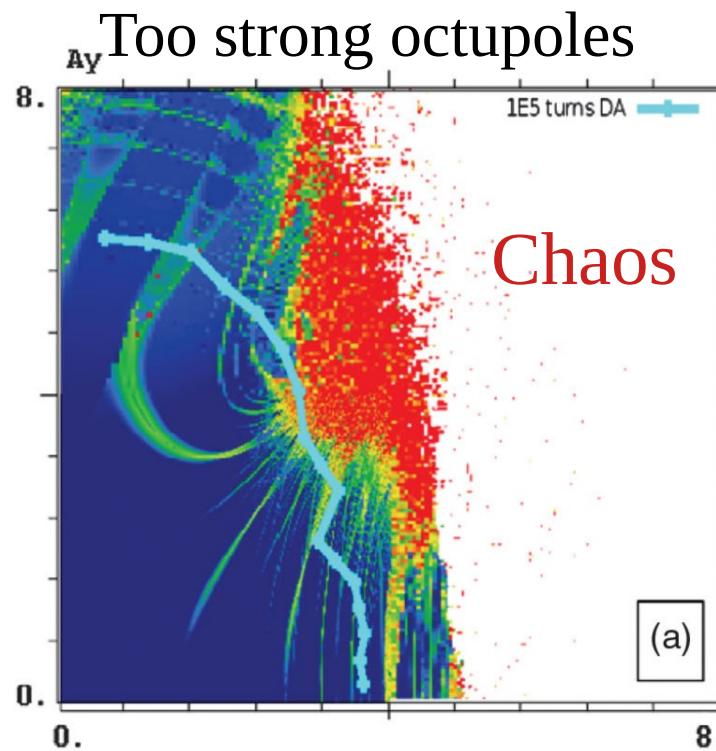 Too strong octupoles
Ay
8.
1E5 turns DA
Chaos
(a)
0.
0.
8